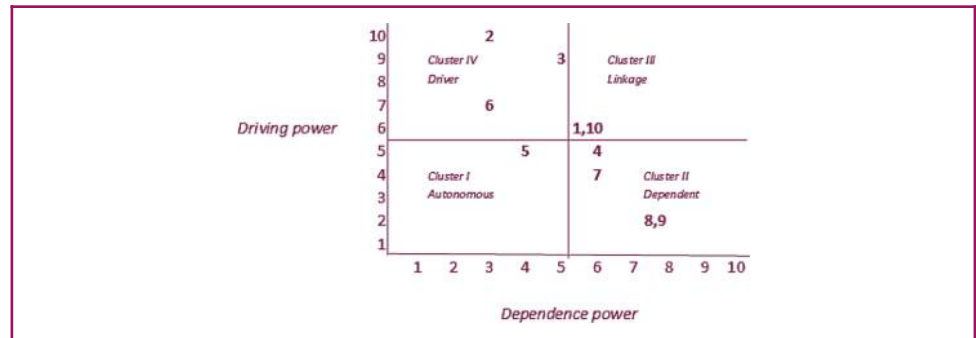 10 2
9 Cluster IV 3 Cluster III
8 Driver Linkage
7 6
Driving power 6 1,10
5 5 4
4 Cluster I 7 Cluster II
3 Autonomous Dependent
2 8,9
1
1 2 3 4 5 6 7 8 9 10
Dependence power